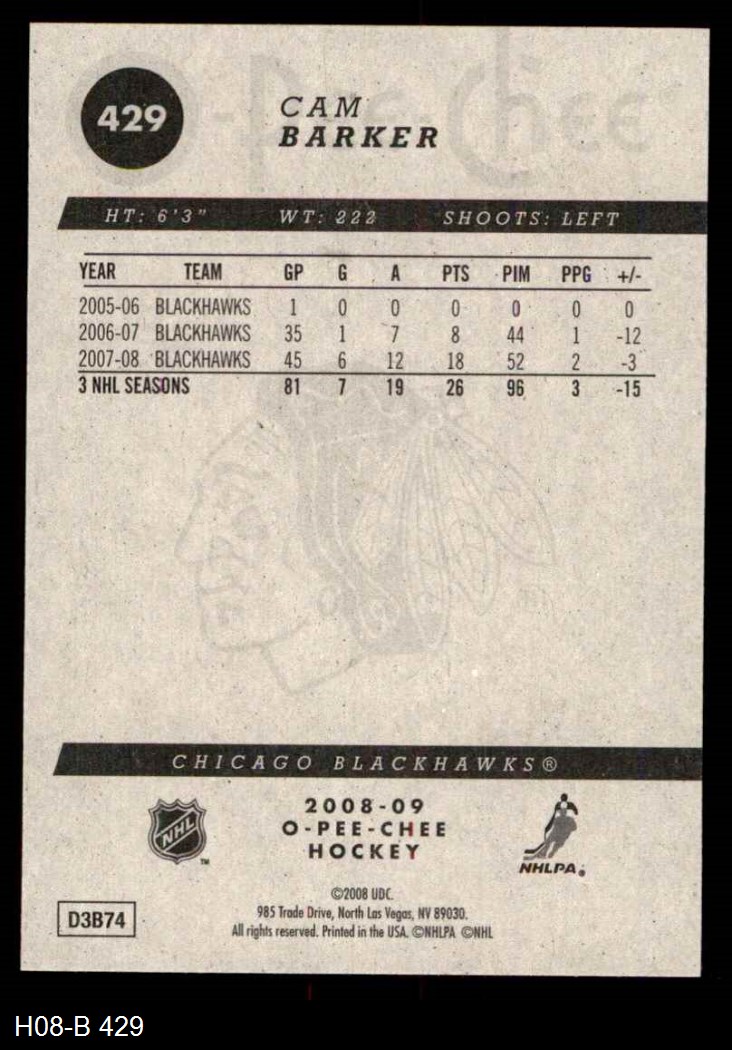 O-Pee-Chee
429
CAM
BARKER
HT: 6'3" WT: 222 SHOOTS: LEFT
YEAR TEAM GP G A PTS PIM PPG +/-
2005-06 BLACKHAWKS 1 0 0 0 0 0 0
2006-07 BLACKHAWKS 35 1 7 8 44 1 -12
2007-08 BLACKHAWKS 45 6 12 18 52 2 -3
3 NHL SEASONS 81 7 19 26 96 3 -15
CHICAGO BLACKHAWKS®
NHL
TM
2008-09
O-PEE-CHEE
HOCKEY
NHLPA®
©2008 UDC.
985 Trade Drive, North Las Vegas, NV 89030.
All rights reserved. Printed in the USA. ©NHLPA ©NHL
D3B74
H08-B 429